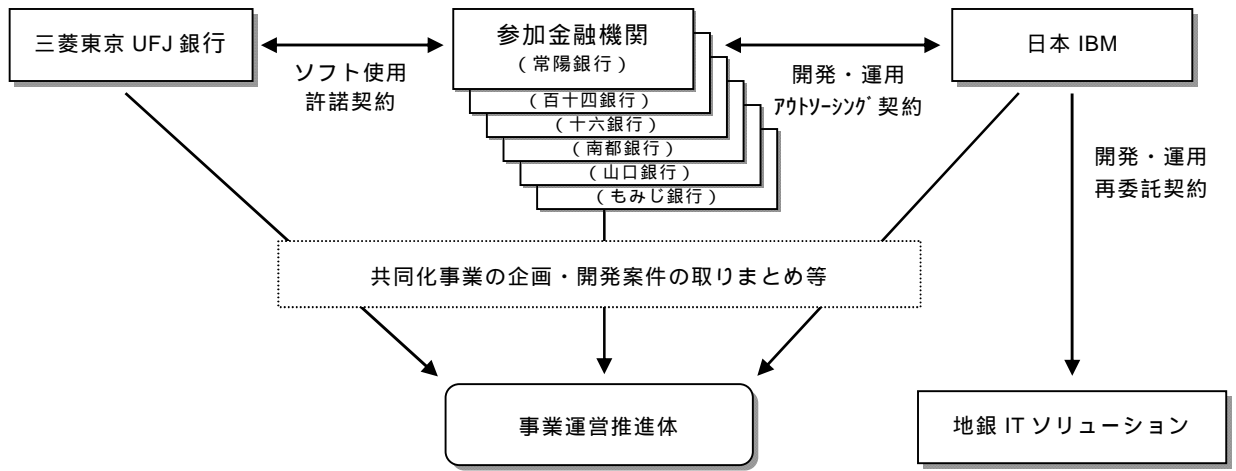 三菱東京 UFJ 銀行
ソフト使用
許諾契約
参加金融機関
(常陽銀行)
(百十四銀行)
(十六銀行)
(南都銀行)
(山口銀行)
(もみじ銀行)
開発・運用
ｱｳﾄｿｰｼﾝｸﾞ契約
日本 IBM
開発・運用
再委託契約
共同化事業の企画・開発案件の取りまとめ等
事業運営推進体
地銀 IT ソリューション